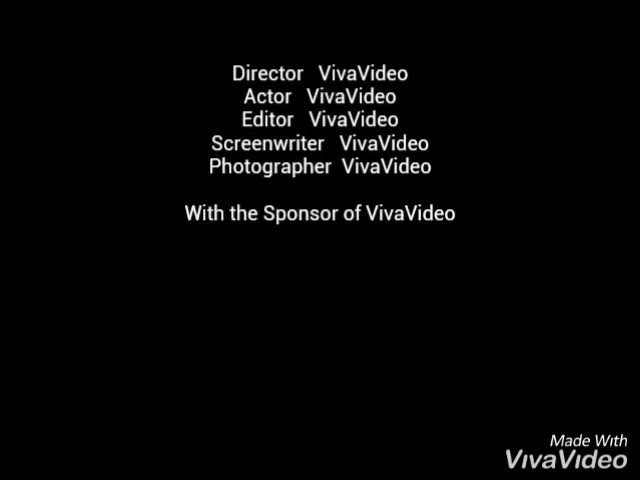 Director VivaVideo
Actor VivaVideo
Editor VivaVideo
Screenwriter VivaVideo
Photographer VivaVideo
With the Sponsor of VivaVideo
Made With
VivaVideo